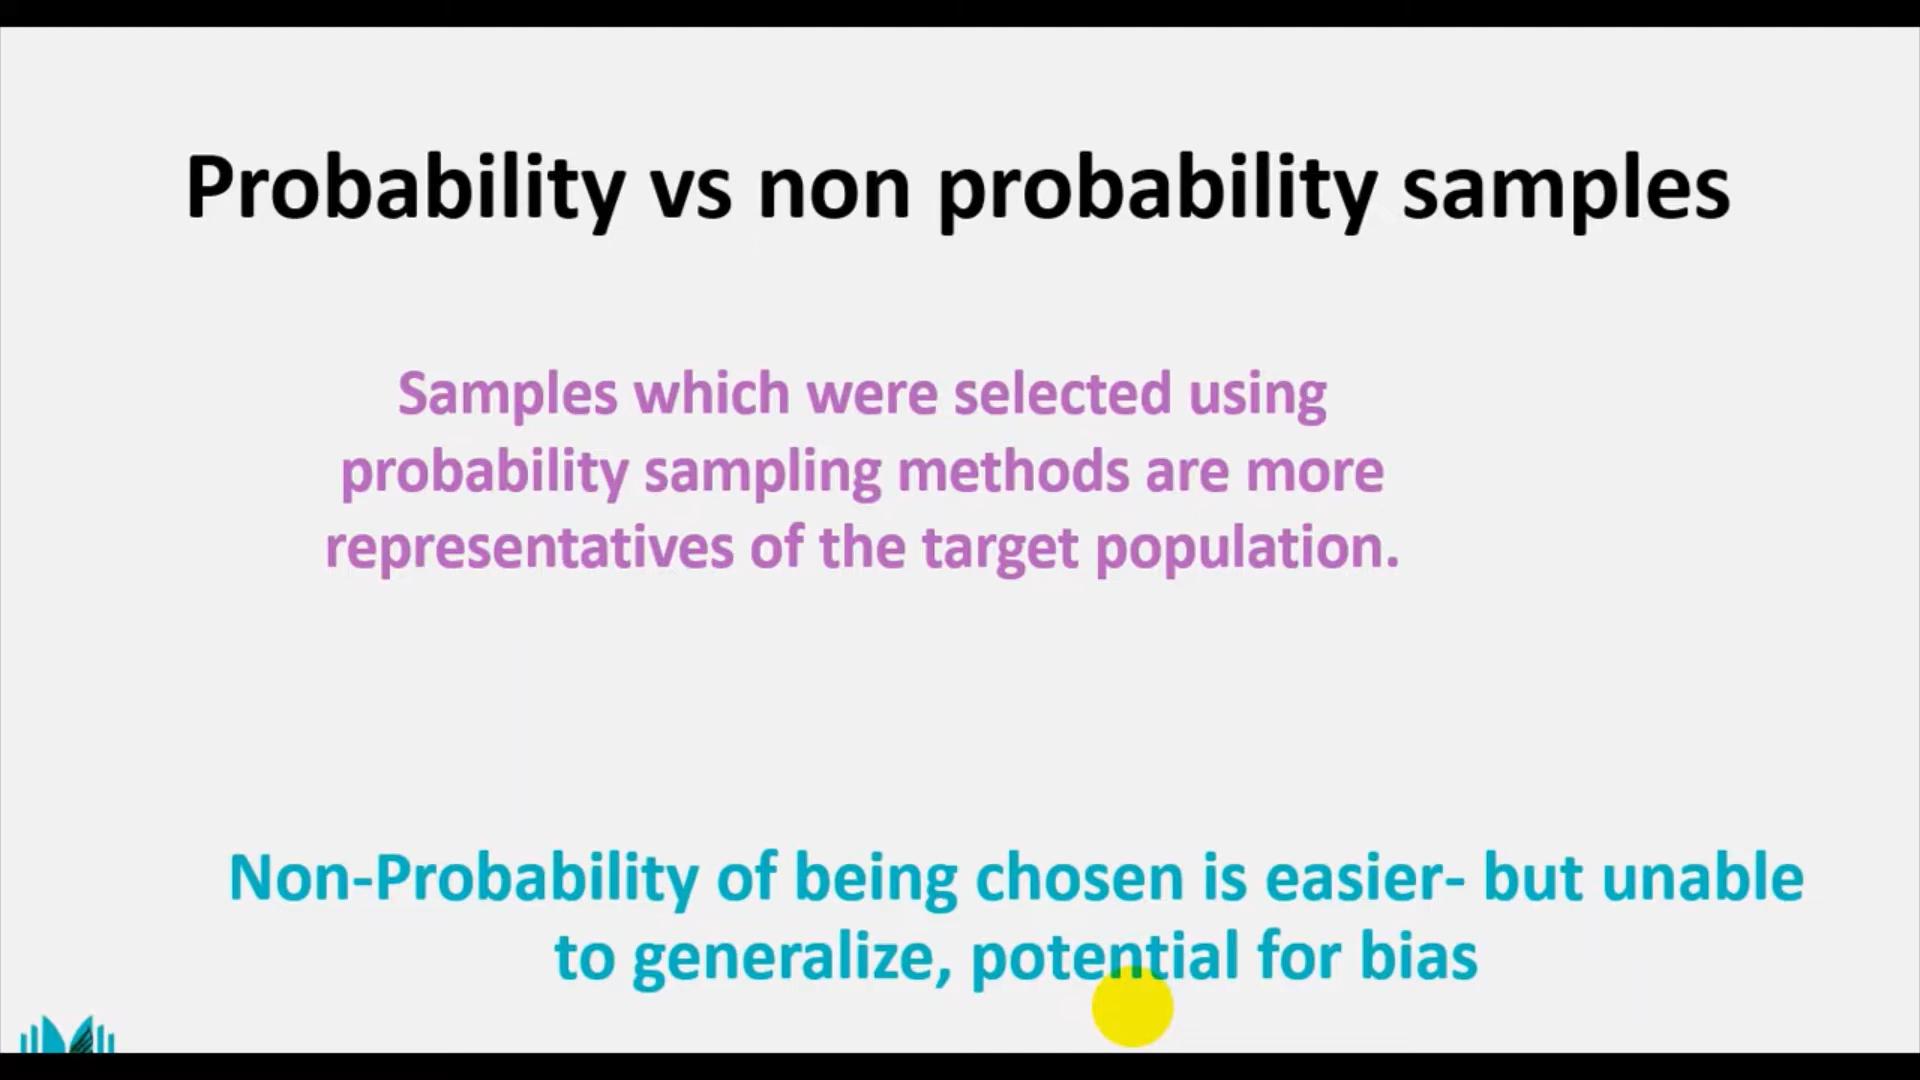 Probability vs non probability samples
Samples which were selected using
probability sampling methods are more
representatives of the target population.
Non-Probability of being chosen is easier- but unable
to generalize, potential for bias